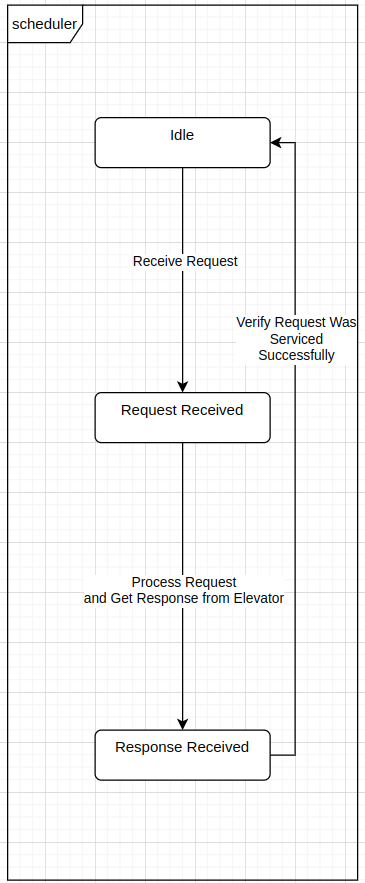 scheduler
Idle
Receive Request
Verify Request Was
Serviced
Successfully
Request Received
Process Request
and Get Response from Elevator
Response Received